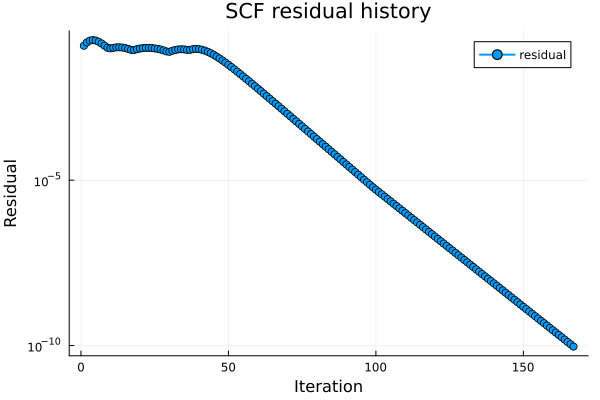 SCF residual history
residual
Residual
10⁻⁵
10⁻¹⁰
0
50
100
150
Iteration